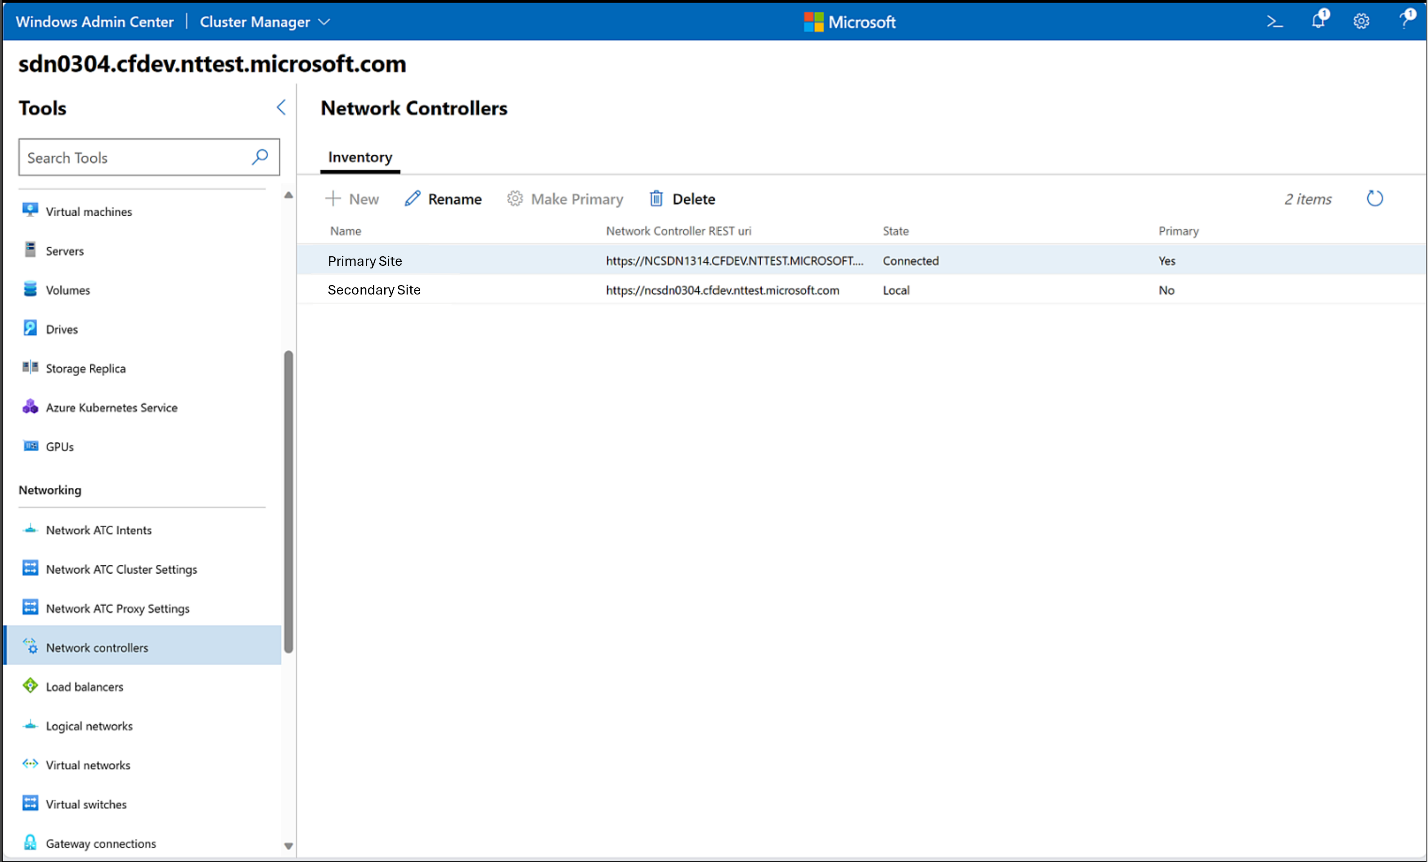 Windows Admin Center
Cluster Manager
Microsoft
1
1
sdn0304.cfdev.nttest.microsoft.com
Tools
Search Tools
Virtual machines
Servers
Volumes
Drives
Storage Replica
Azure Kubernetes Service
GPUs
Networking
Network ATC Intents
Network ATC Cluster Settings
Network ATC Proxy Settings
Network controllers
Load balancers
Logical networks
Virtual networks
Virtual switches
Gateway connections
Network Controllers
Inventory
New Rename Make Primary Delete 2 items
Name Network Controller REST uri State Primary
Primary Site https://NCSDN1314.CFDEV.NTTEST.MICROSOFT.... Connected Yes
Secondary Site https://ncsdn0304.cfdev.nttest.microsoft.com Local No